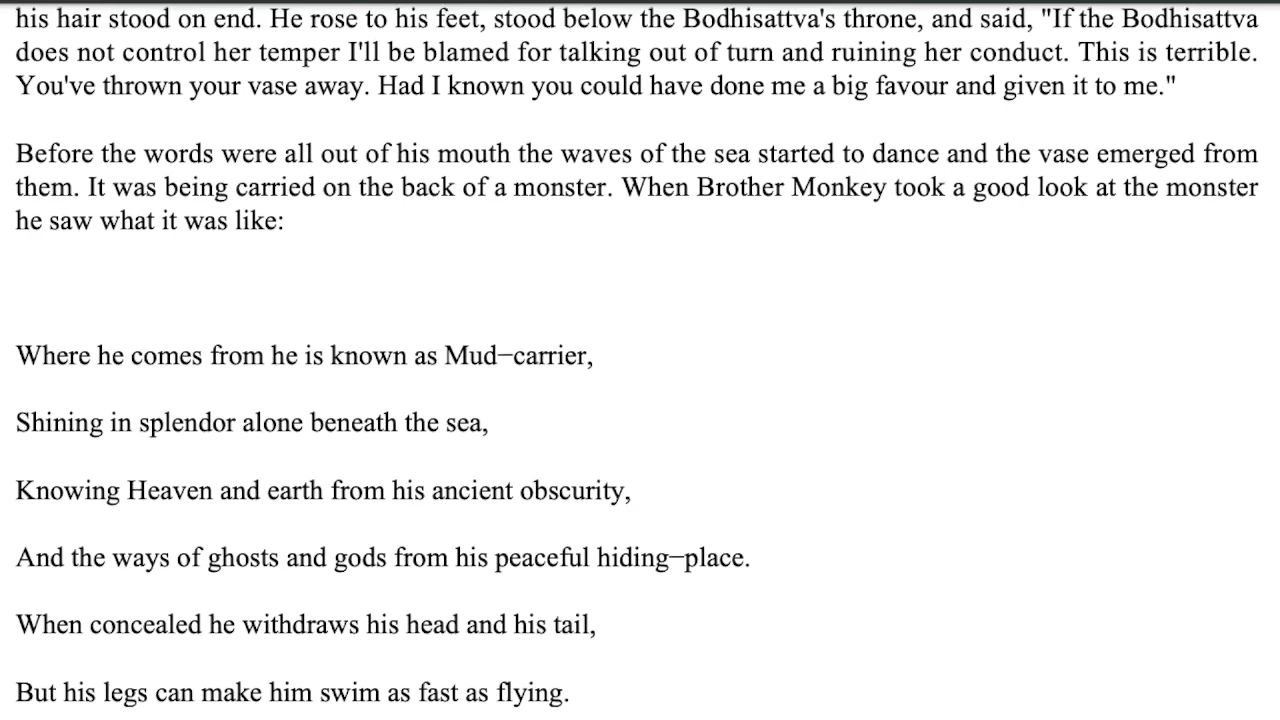 his hair stood on end. He rose to his feet, stood below the Bodhisattva's throne, and said, "If the Bodhisattva
does not control her temper I'll be blamed for talking out of turn and ruining her conduct. This is terrible.
You've thrown your vase away. Had I known you could have done me a big favour and given it to me."
Before the words were all out of his mouth the waves of the sea started to dance and the vase emerged from
them. It was being carried on the back of a monster. When Brother Monkey took a good look at the monster
he saw what it was like:
Where he comes from he is known as Mud−carrier,
Shining in splendor alone beneath the sea,
Knowing Heaven and earth from his ancient obscurity,
And the ways of ghosts and gods from his peaceful hiding−place.
When concealed he withdraws his head and his tail,
But his legs can make him swim as fast as flying.